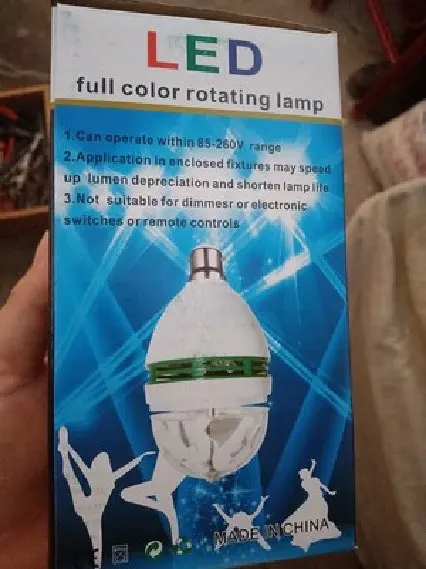 LED
full color rotating lamp
1.Can operate within 85-260V range
2.Application in enclosed fixtures may speed
up lumen depreciation and shorten lamp life
3.Not suitable for dimmesr or electronic
switches or remote controls
MADE IN CHINA